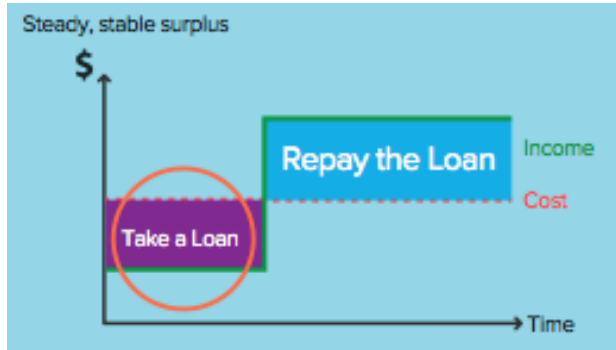 Steady, stable surplus
$
Repay the Loan
Income
Cost
Take a Loan
Time